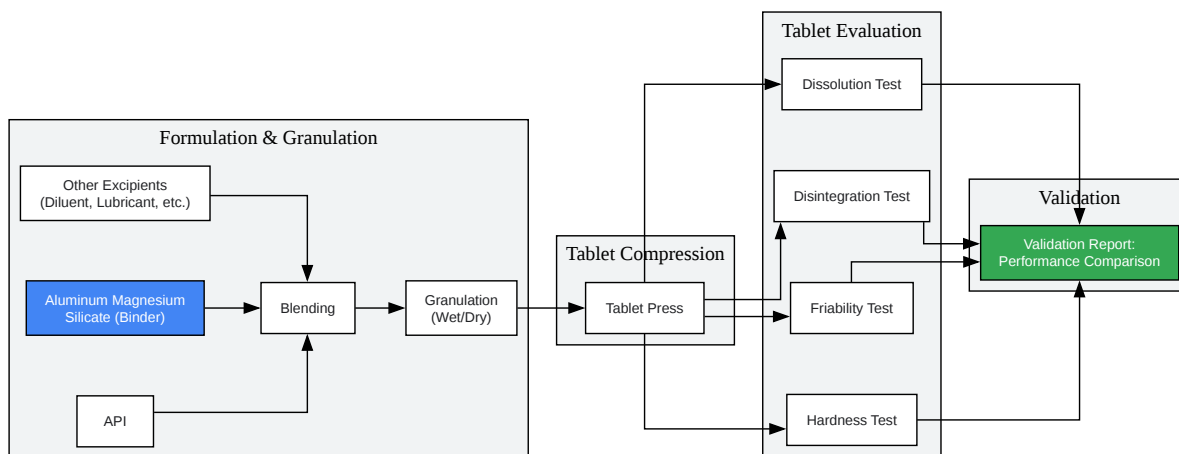 Formulation & Granulation
Other Excipients
(Diluent, Lubricant, etc.)
Aluminum Magnesium
Silicate (Binder)
API
Blending
Granulation
(Wet/Dry)
Tablet Compression
Tablet Press
Tablet Evaluation
Dissolution Test
Disintegration Test
Friability Test
Hardness Test
Validation
Validation Report:
Performance Comparison